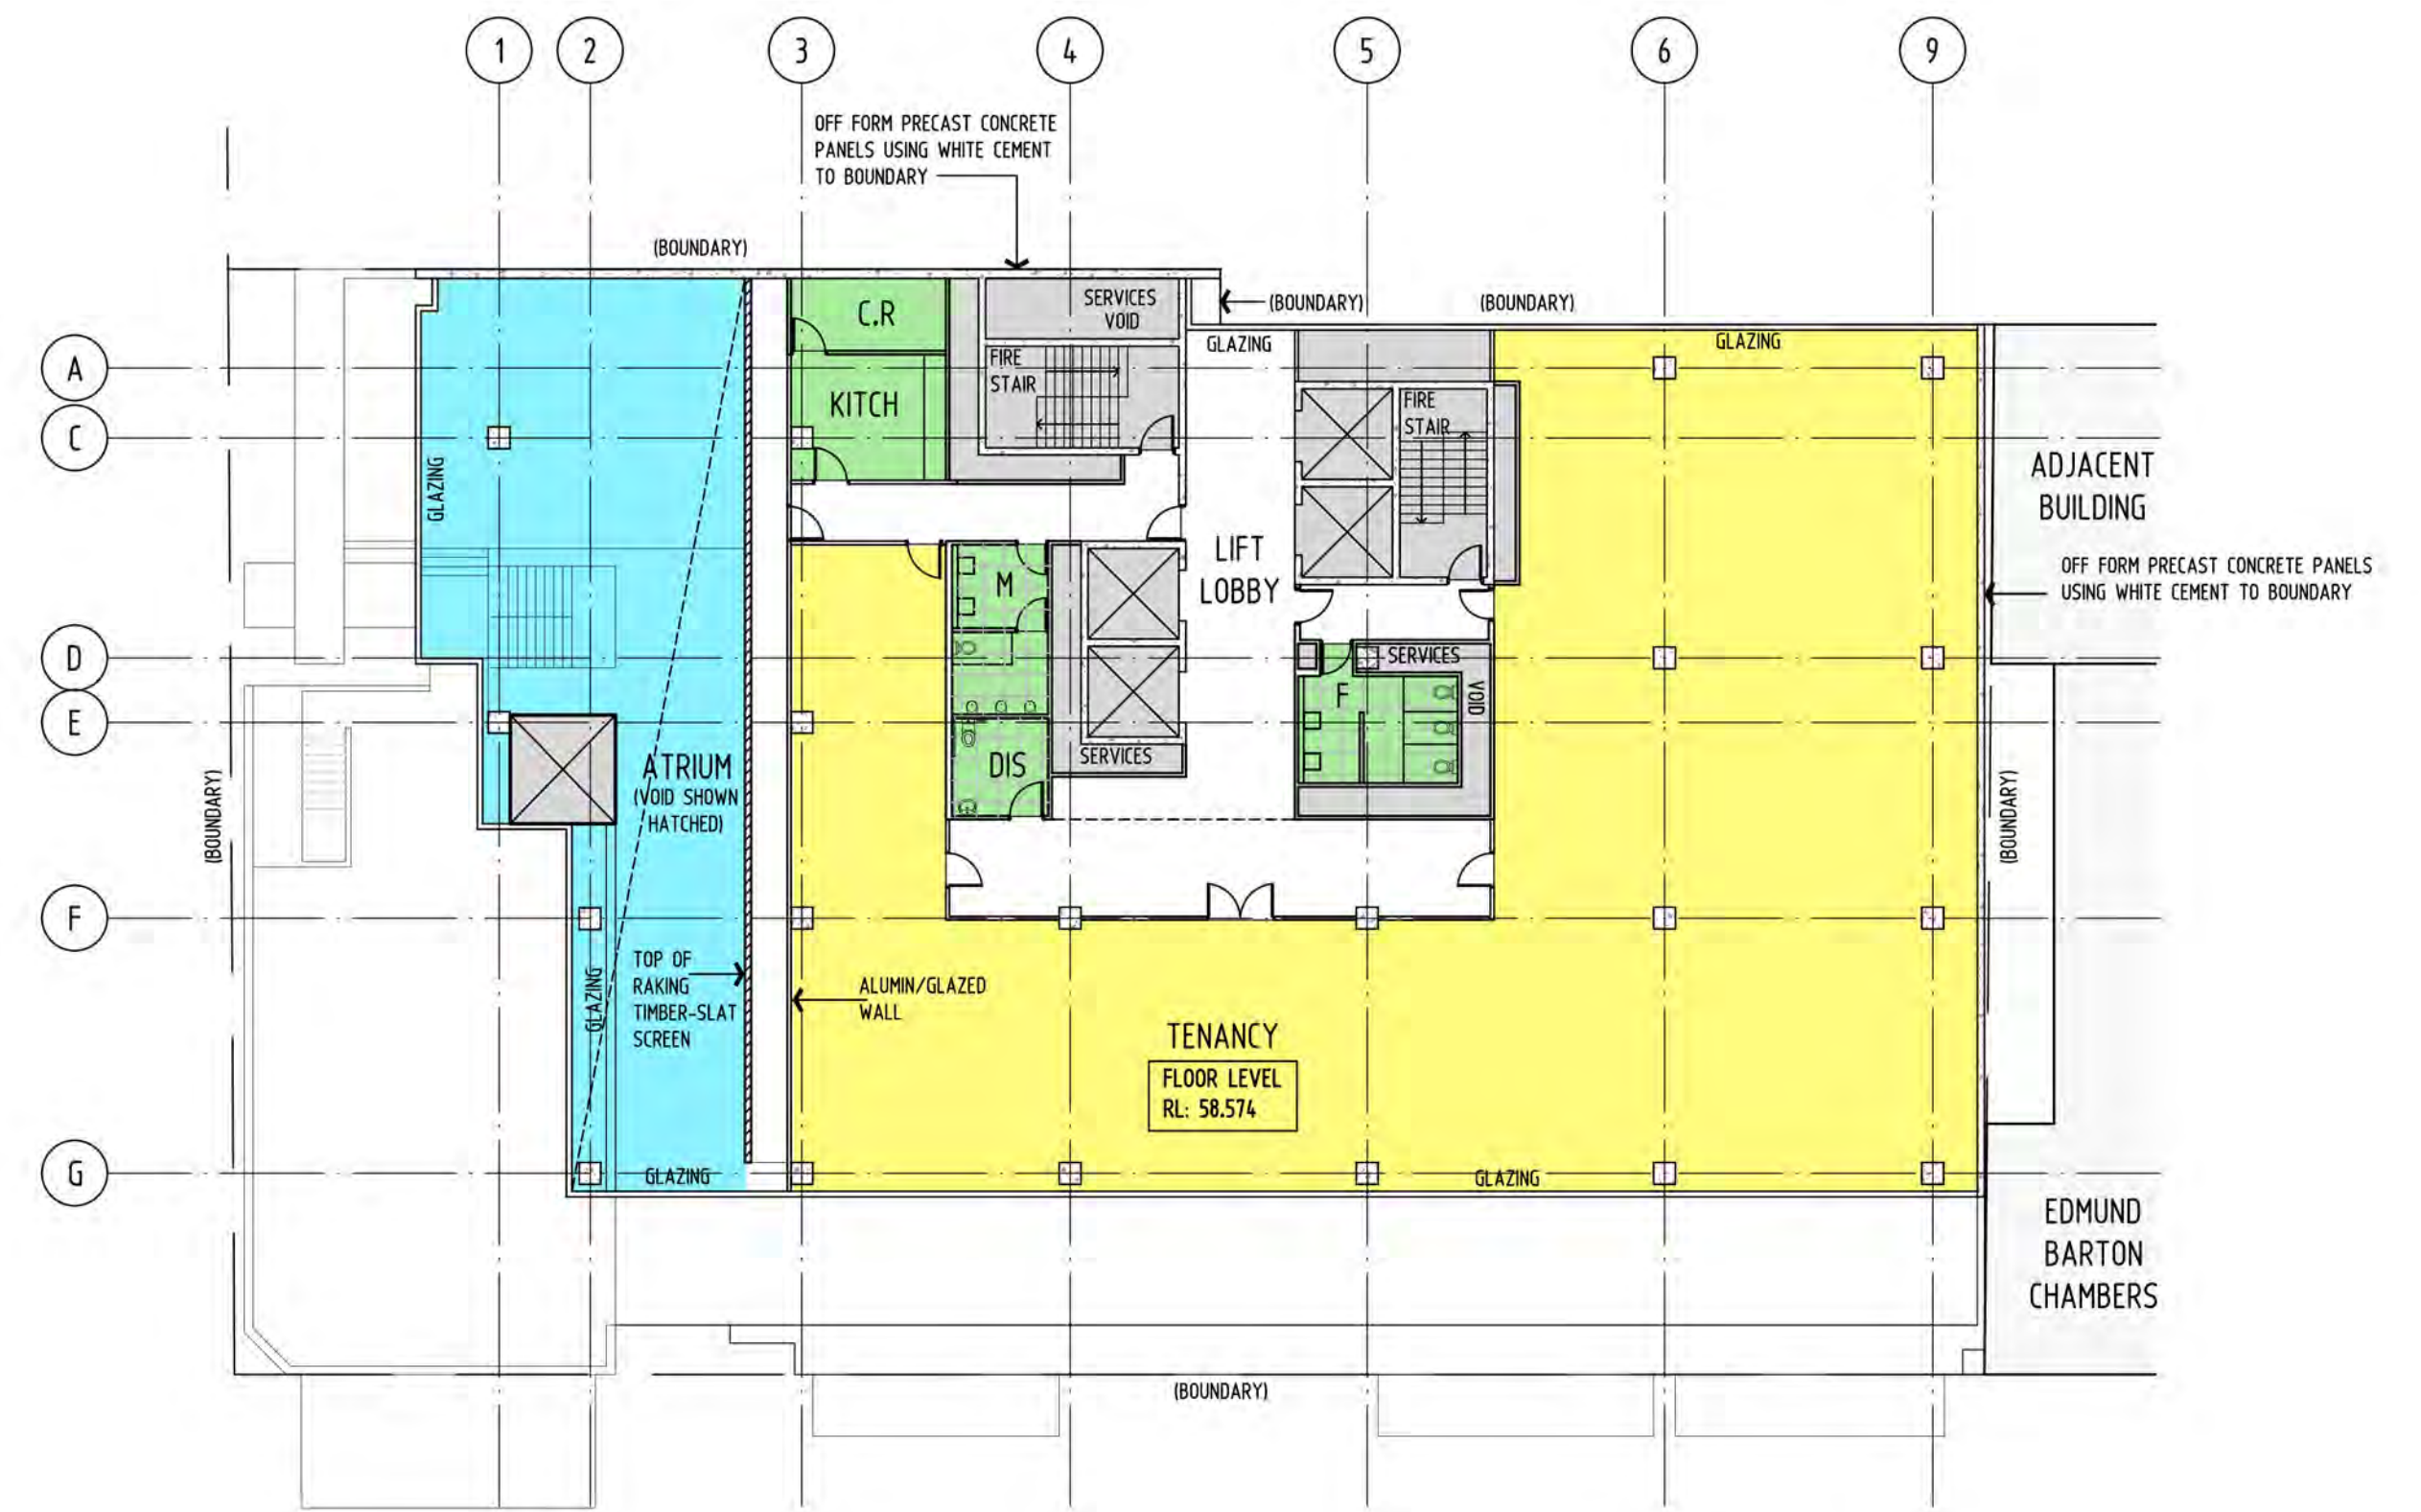 1
2
3
4
5
6
9
OFF FORM PRECAST CONCRETE
PANELS USING WHITE CEMENT
TO BOUNDARY
(BOUNDARY)
(BOUNDARY)
(BOUNDARY)
A
C
D
E
F
G
C.R
KITCH
SERVICES
VOID
FIRE
STAIR
GLAZING
GLAZING
FIRE
STAIR
GLAZING
ADJACENT
BUILDING
OFF FORM PRECAST CONCRETE PANELS
USING WHITE CEMENT TO BOUNDARY
LIFT
LOBBY
M
DIS
SERVICES
F
SERVICES
VOID
ATRIUM
(VOID SHOWN
HATCHED)
(BOUNDARY)
(BOUNDARY)
TOP OF
RAKING
TIMBER-SLAT
SCREEN
GLAZING
ALUMIN/GLAZED
WALL
TENANCY
FLOOR LEVEL
RL: 58.574
GLAZING
GLAZING
EDMUND
BARTON
CHAMBERS
(BOUNDARY)